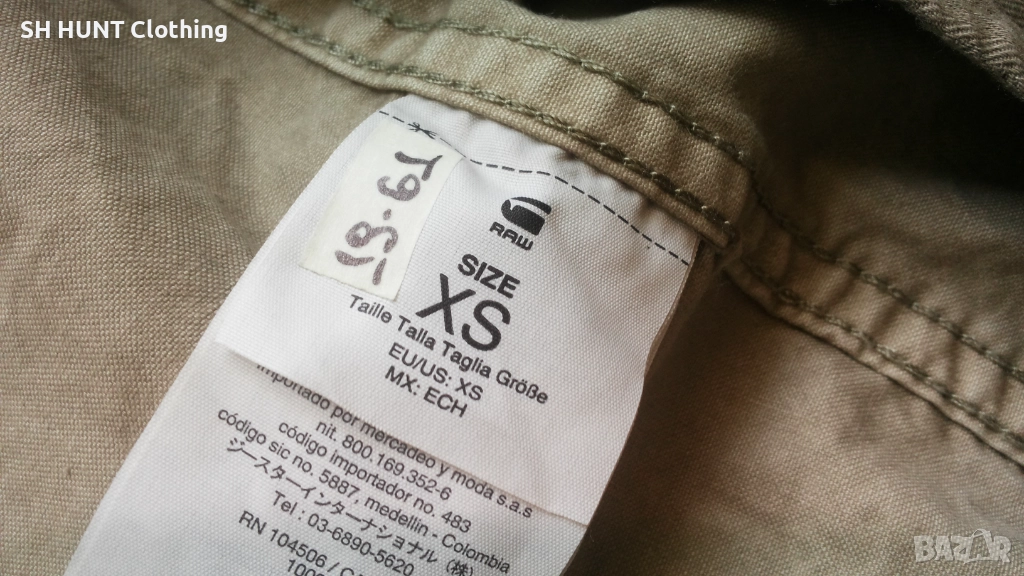 SH HUNT Clothing
RAW
SIZE
XS
Taille Talla Taglia Größe
EU/US: XS
MX: ECH
Importado por mercadeo y moda s.a.s
nit. 800.169.352-6
código importador no. 483
código sic no. 5887, medellin - Colombia
ジースターインターナショナル (株)
Tel : 03-6890-5620
RN 104506 / CA
BAZAR